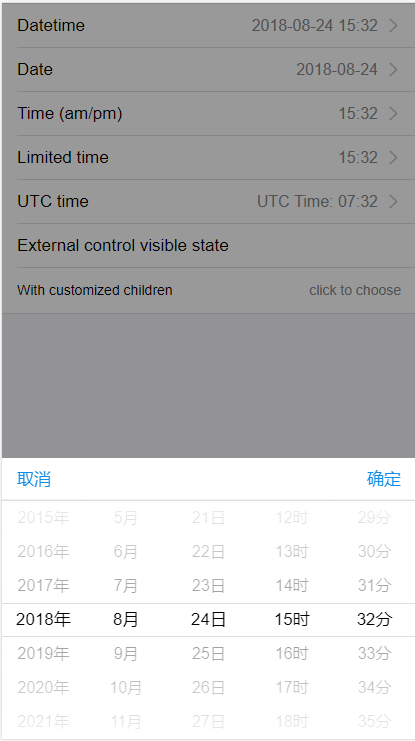 Datetime 2018-08-24 15:32
Date 2018-08-24
Time (am/pm) 15:32
Limited time 15:32
UTC time UTC Time: 07:32
External control visible state
With customized children click to choose
取消 确定
2015年 5月 21日 12时 29分
2016年 6月 22日 13时 30分
2017年 7月 23日 14时 31分
2018年 8月 24日 15时 32分
2019年 9月 25日 16时 33分
2020年 10月 26日 17时 34分
2021年 11月 27日 18时 35分